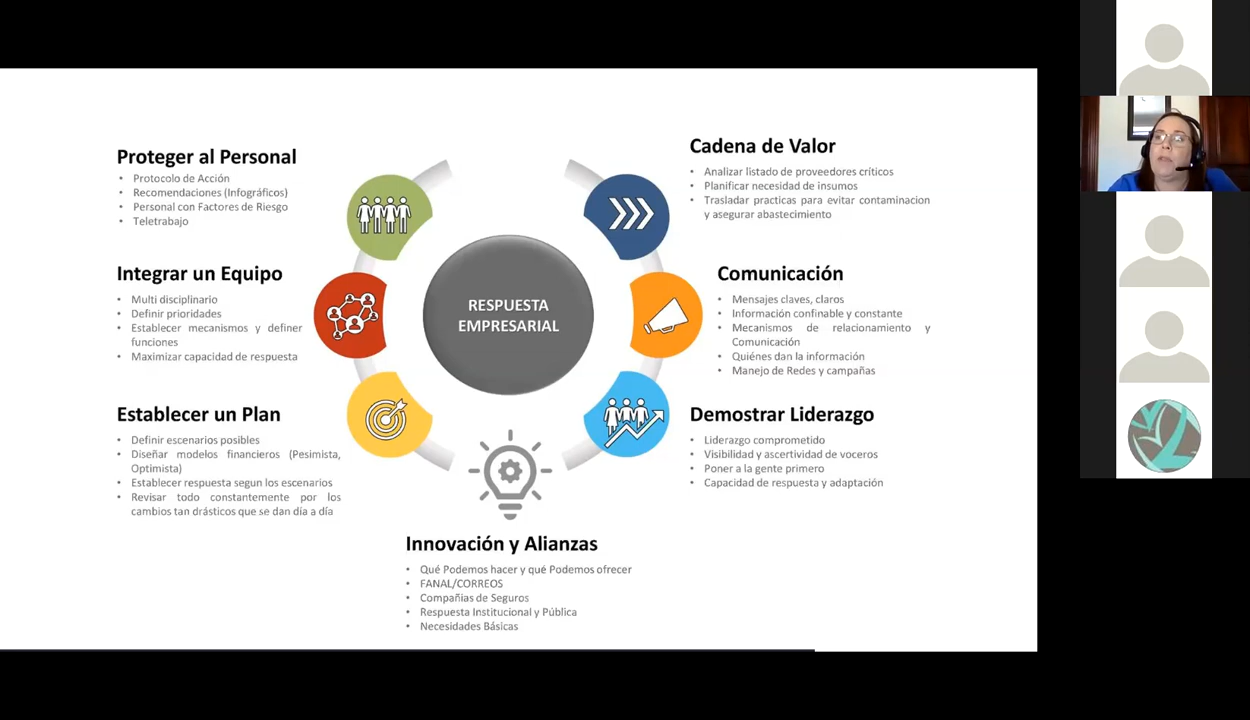 Proteger al Personal
• Protocolo de Acción
• Recomendaciones (Infográficos)
• Personal con Factores de Riesgo
• Teletrabajo
Integrar un Equipo
• Multi disciplinario
• Definir prioridades
• Establecer mecanismos y definer
funciones
• Maximizar capacidad de respuesta
Establecer un Plan
• Definir escenarios posibles
• Diseñar modelos financieros (Pesimista,
Optimista)
• Establecer respuesta segun los escenarios
• Revisar todo constantemente por los
cambios tan drásticos que se dan día a día
RESPUESTA
EMPRESARIAL
Cadena de Valor
• Analizar listado de proveedores críticos
• Planificar necesidad de insumos
• Trasladar practicas para evitar contaminacion
y asegurar abastecimiento
Comunicación
• Mensajes claves, claros
• Información confinable y constante
• Mecanismos de relacionamiento y
Comunicación
• Quiénes dan la información
• Manejo de Redes y campañas
Demostrar Liderazgo
• Liderazgo comprometido
• Visibilidad y ascertividad de voceros
• Poner a la gente primero
• Capacidad de respuesta y adaptación
Innovación y Alianzas
• Qué Podemos hacer y qué Podemos ofrecer
• FANAL/CORREOS
• Compañias de Seguros
• Respuesta Institucional y Pública
• Necesidades Básicas